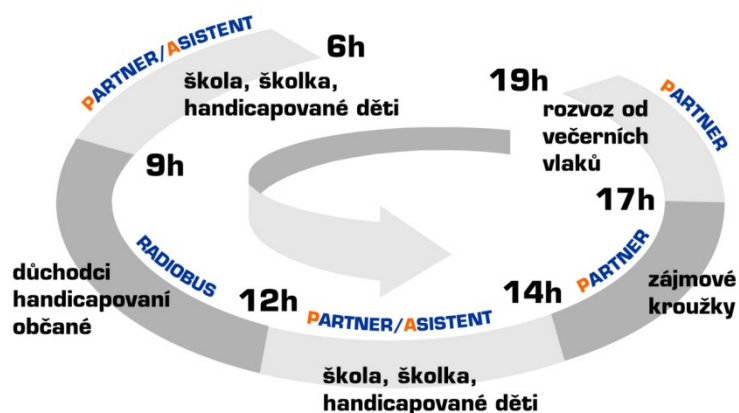 PARTNER/ASISTENT
6h
škola, školka,
handicapované děti
9h
RADIOBUS
důchodci
handicapovaní
občané
12h
PARTNER/ASISTENT
škola, školka,
handicapované děti
14h
PARTNER
zájmové
kroužky
17h
PARTNER
19h
rozvoz od
večerních
vlaků